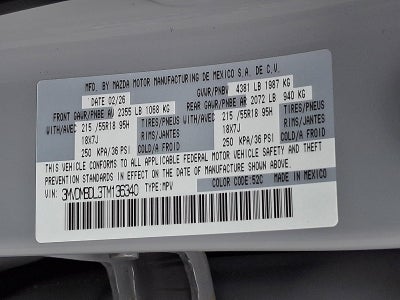 MFD. BY MAZDA MOTOR MANUFACTURING DE MEXICO S.A. DE C.V.
DATE 02/26 GVWR/PNBV 4381 LB 1987 KG
FRONT GAWR/PNBE AV 2355 LB 1068 KG REAR GAWR/PNBE AR 2072 LB 940 KG
WITH/AVEC 215/55R18 95H TIRES/PNEUS WITH/AVEC 215/55R18 95H TIRES/PNEUS
18X7J RIMS/JANTES 18X7J RIMS/JANTES
250 KPA/36 PSI COLD/A FROID 250 KPA/36 PSI COLD/A FROID
THIS VEHICLE CONFORMS TO ALL APPLICABLE FEDERAL MOTOR VEHICLE SAFETY AND THEFT
PREVENTION STANDARDS IN EFFECT ON THE DATE OF MANUFACTURE SHOWN ABOVE.
VIN: 3MVDMBDL3TM136340 TYPE: MPV COLOR CODE: 52C MADE IN MEXICO